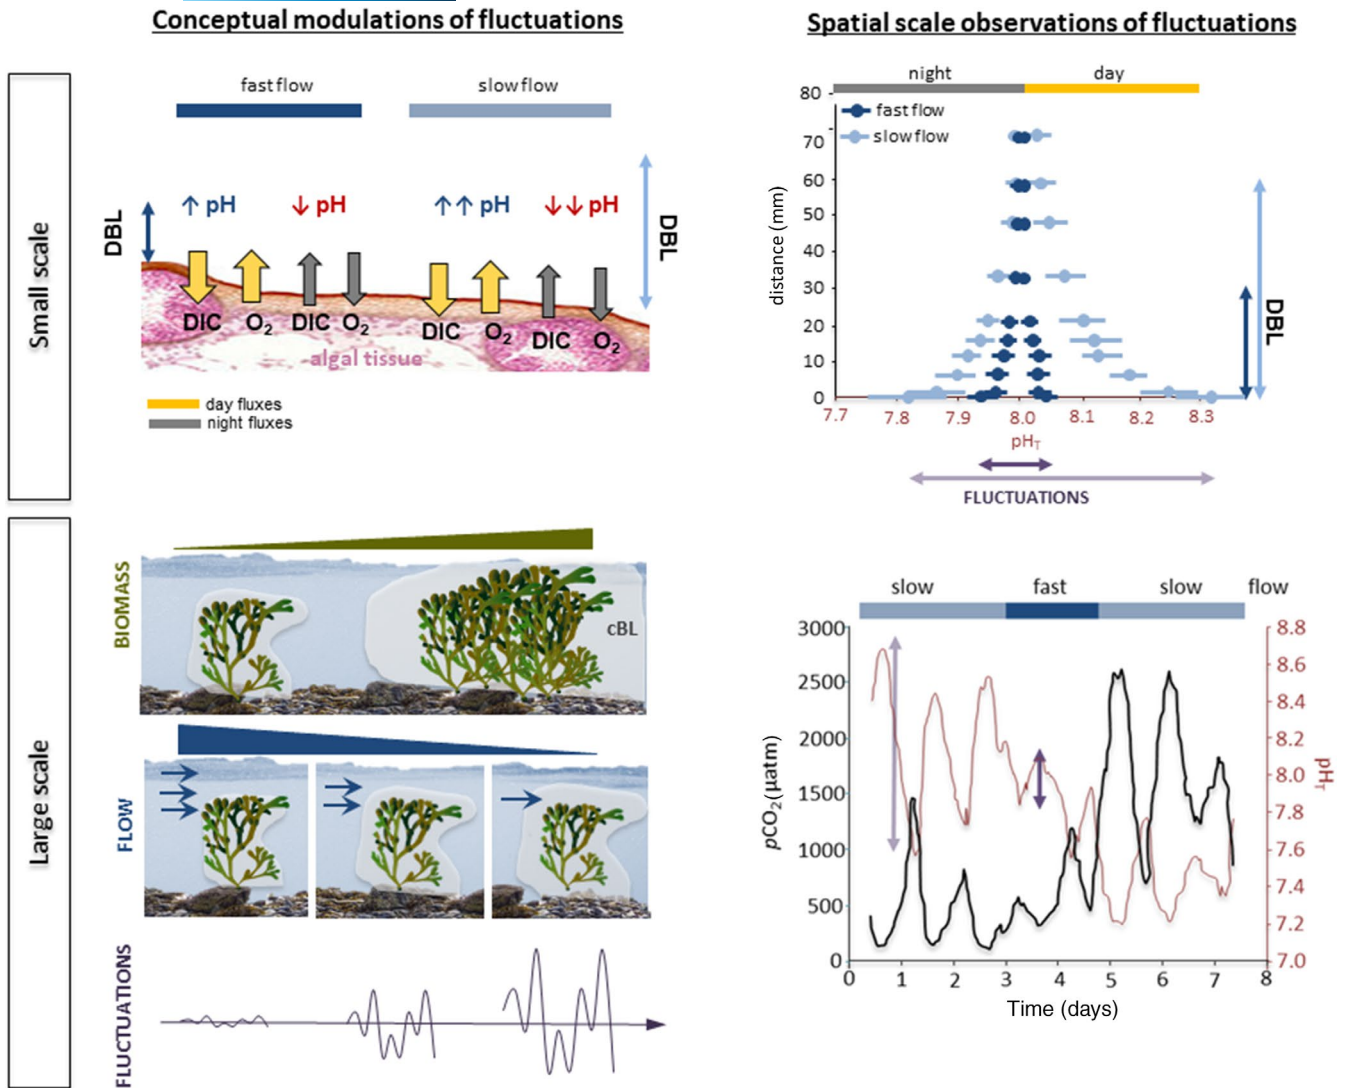 Conceptual modulations of fluctuations
Spatial scale observations of fluctuations
Small scale
fast flow
slow flow
DBL
↑ pH
↓ pH
↑↑ pH
↓↓ pH
DBL
DIC
O2
DIC
O2
DIC
O2
DIC
O2
algal tissue
day fluxes
night fluxes
night
day
fast flow
slow flow
distance (mm)
80
70
60
50
40
30
20
10
0
7.7
7.8
7.9
8.0
8.1
8.2
8.3
pHT
DBL
FLUCTUATIONS
Large scale
BIOMASS
cBL
FLOW
FLUCTUATIONS
slow
fast
slow
flow
pCO2 (µatm)
3000
2500
2000
1500
1000
500
0
8.8
8.6
8.4
8.2
8.0
7.8
7.6
7.4
7.2
7.0
pHT
0
1
2
3
4
5
6
7
8
Time (days)